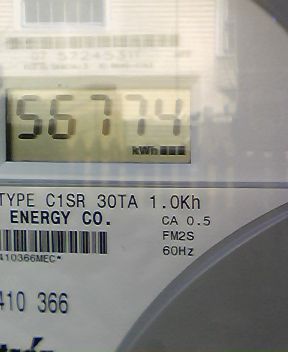 56774
kWh
TYPE C1SR 30TA 1.0Kh
ENERGY CO.
CA 0.5
FM2S
60Hz
410366MEC*
410 366